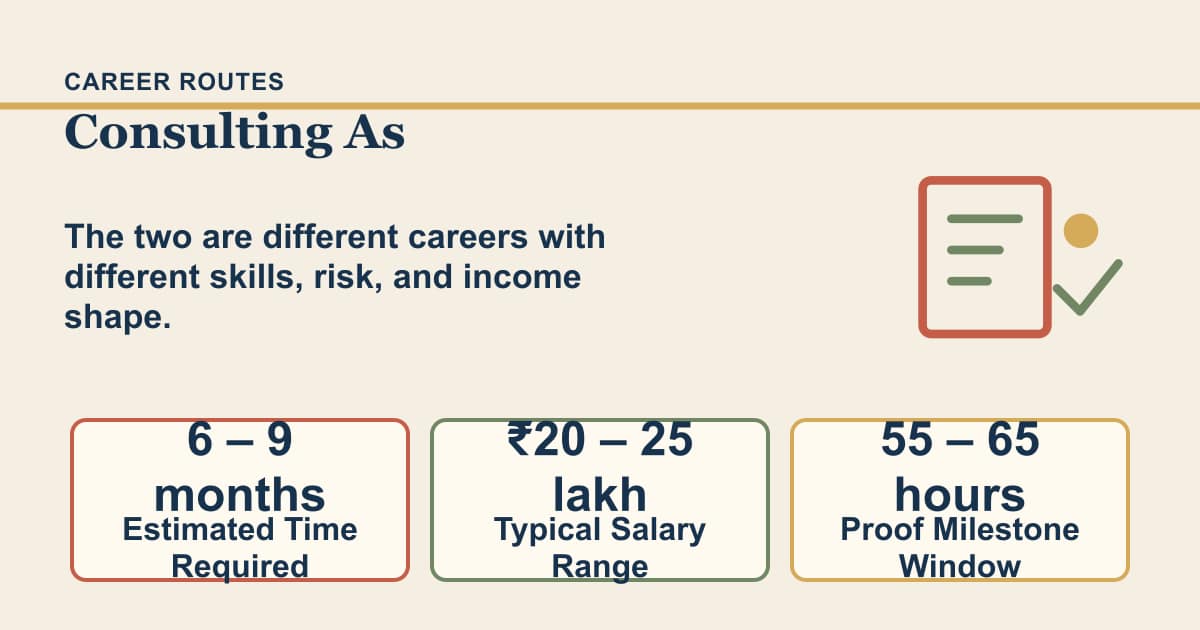 CAREER ROUTES
Consulting As
The two are different careers with
different skills, risk, and income
shape.
6 – 9
months
Estimated Time
Required
₹20 – 25
lakh
Typical Salary
Range
55 – 65
hours
Proof Milestone
Window